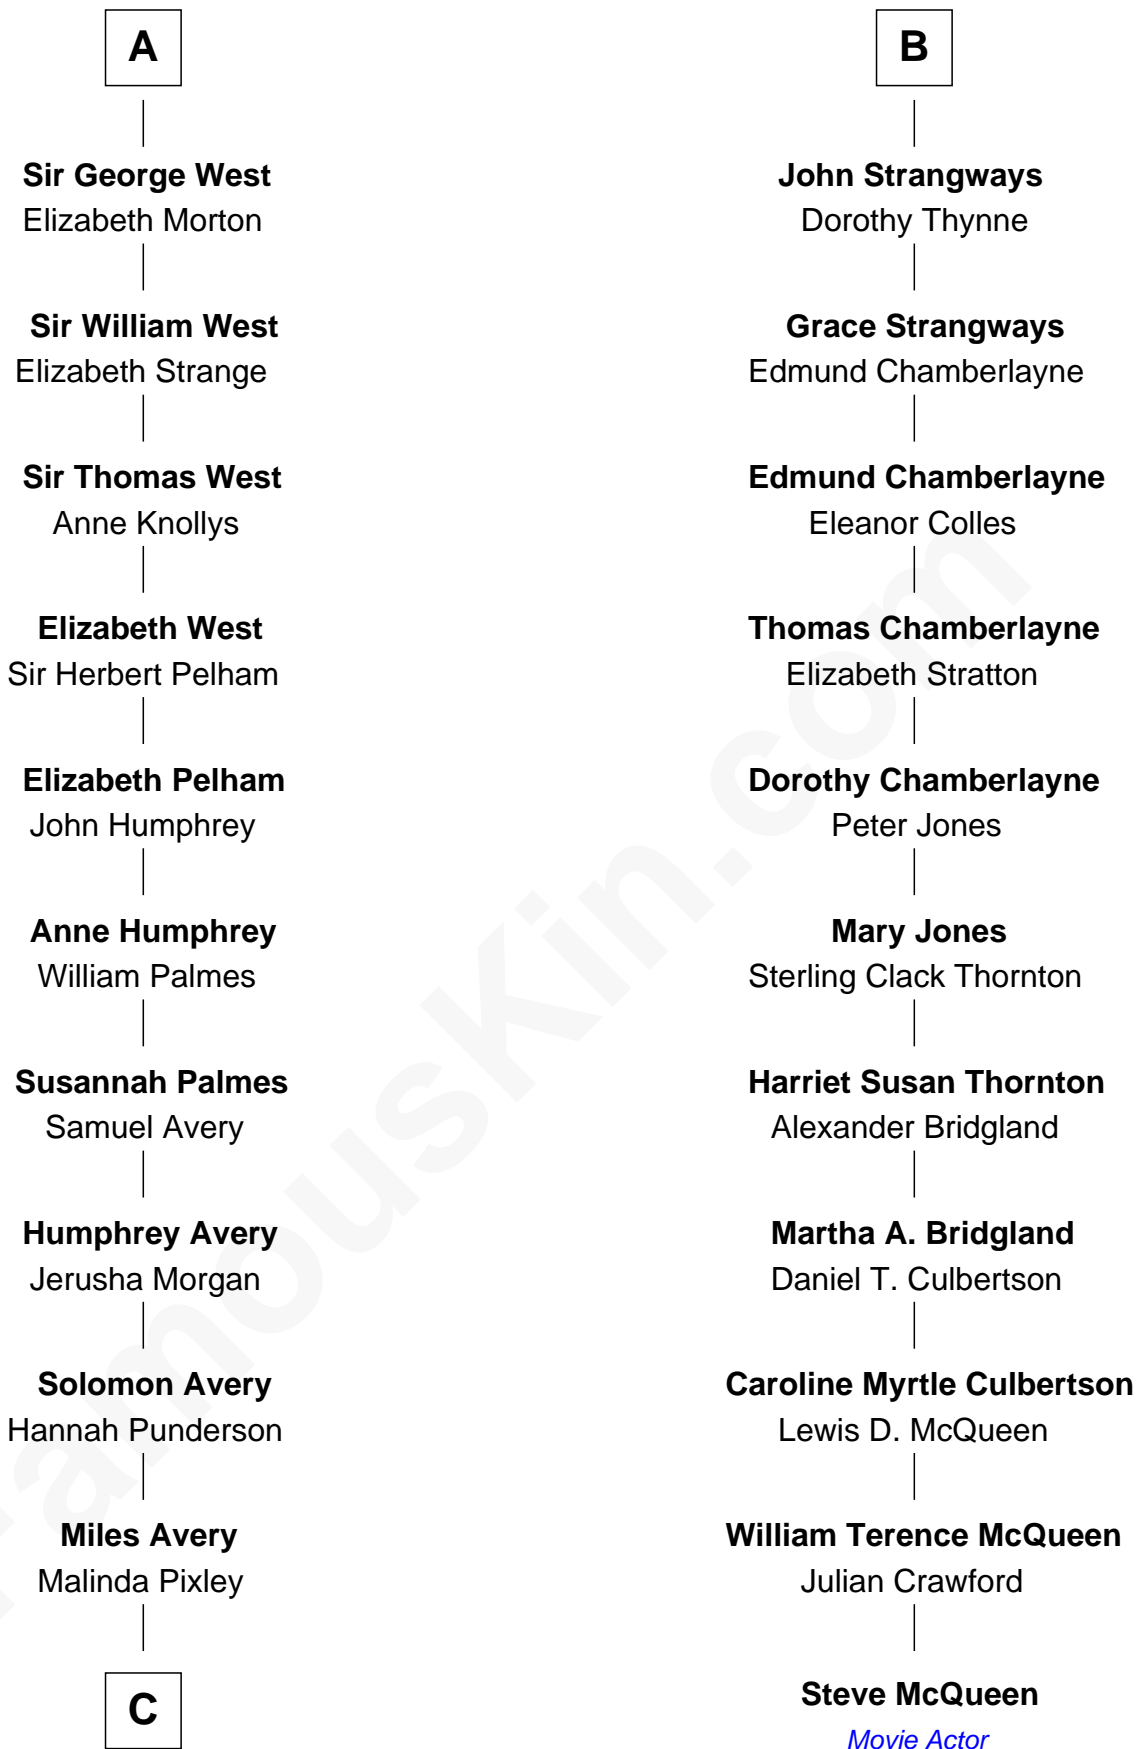 A
Sir George West
Elizabeth Morton
Sir William West
Elizabeth Strange
Sir Thomas West
Anne Knollys
Elizabeth West
Sir Herbert Pelham
Elizabeth Pelham
John Humphrey
Anne Humphrey
William Palmes
Susannah Palmes
Samuel Avery
Humphrey Avery
Jerusha Morgan
Solomon Avery
Hannah Punderson
Miles Avery
Malinda Pixley
C
B
John Strangways
Dorothy Thynne
Grace Strangways
Edmund Chamberlayne
Edmund Chamberlayne
Eleanor Colles
Thomas Chamberlayne
Elizabeth Stratton
Dorothy Chamberlayne
Peter Jones
Mary Jones
Sterling Clack Thornton
Harriet Susan Thornton
Alexander Bridgland
Martha A. Bridgland
Daniel T. Culbertson
Caroline Myrtle Culbertson
Lewis D. McQueen
William Terence McQueen
Julian Crawford
Steve McQueen
Movie Actor
FamousKin.com